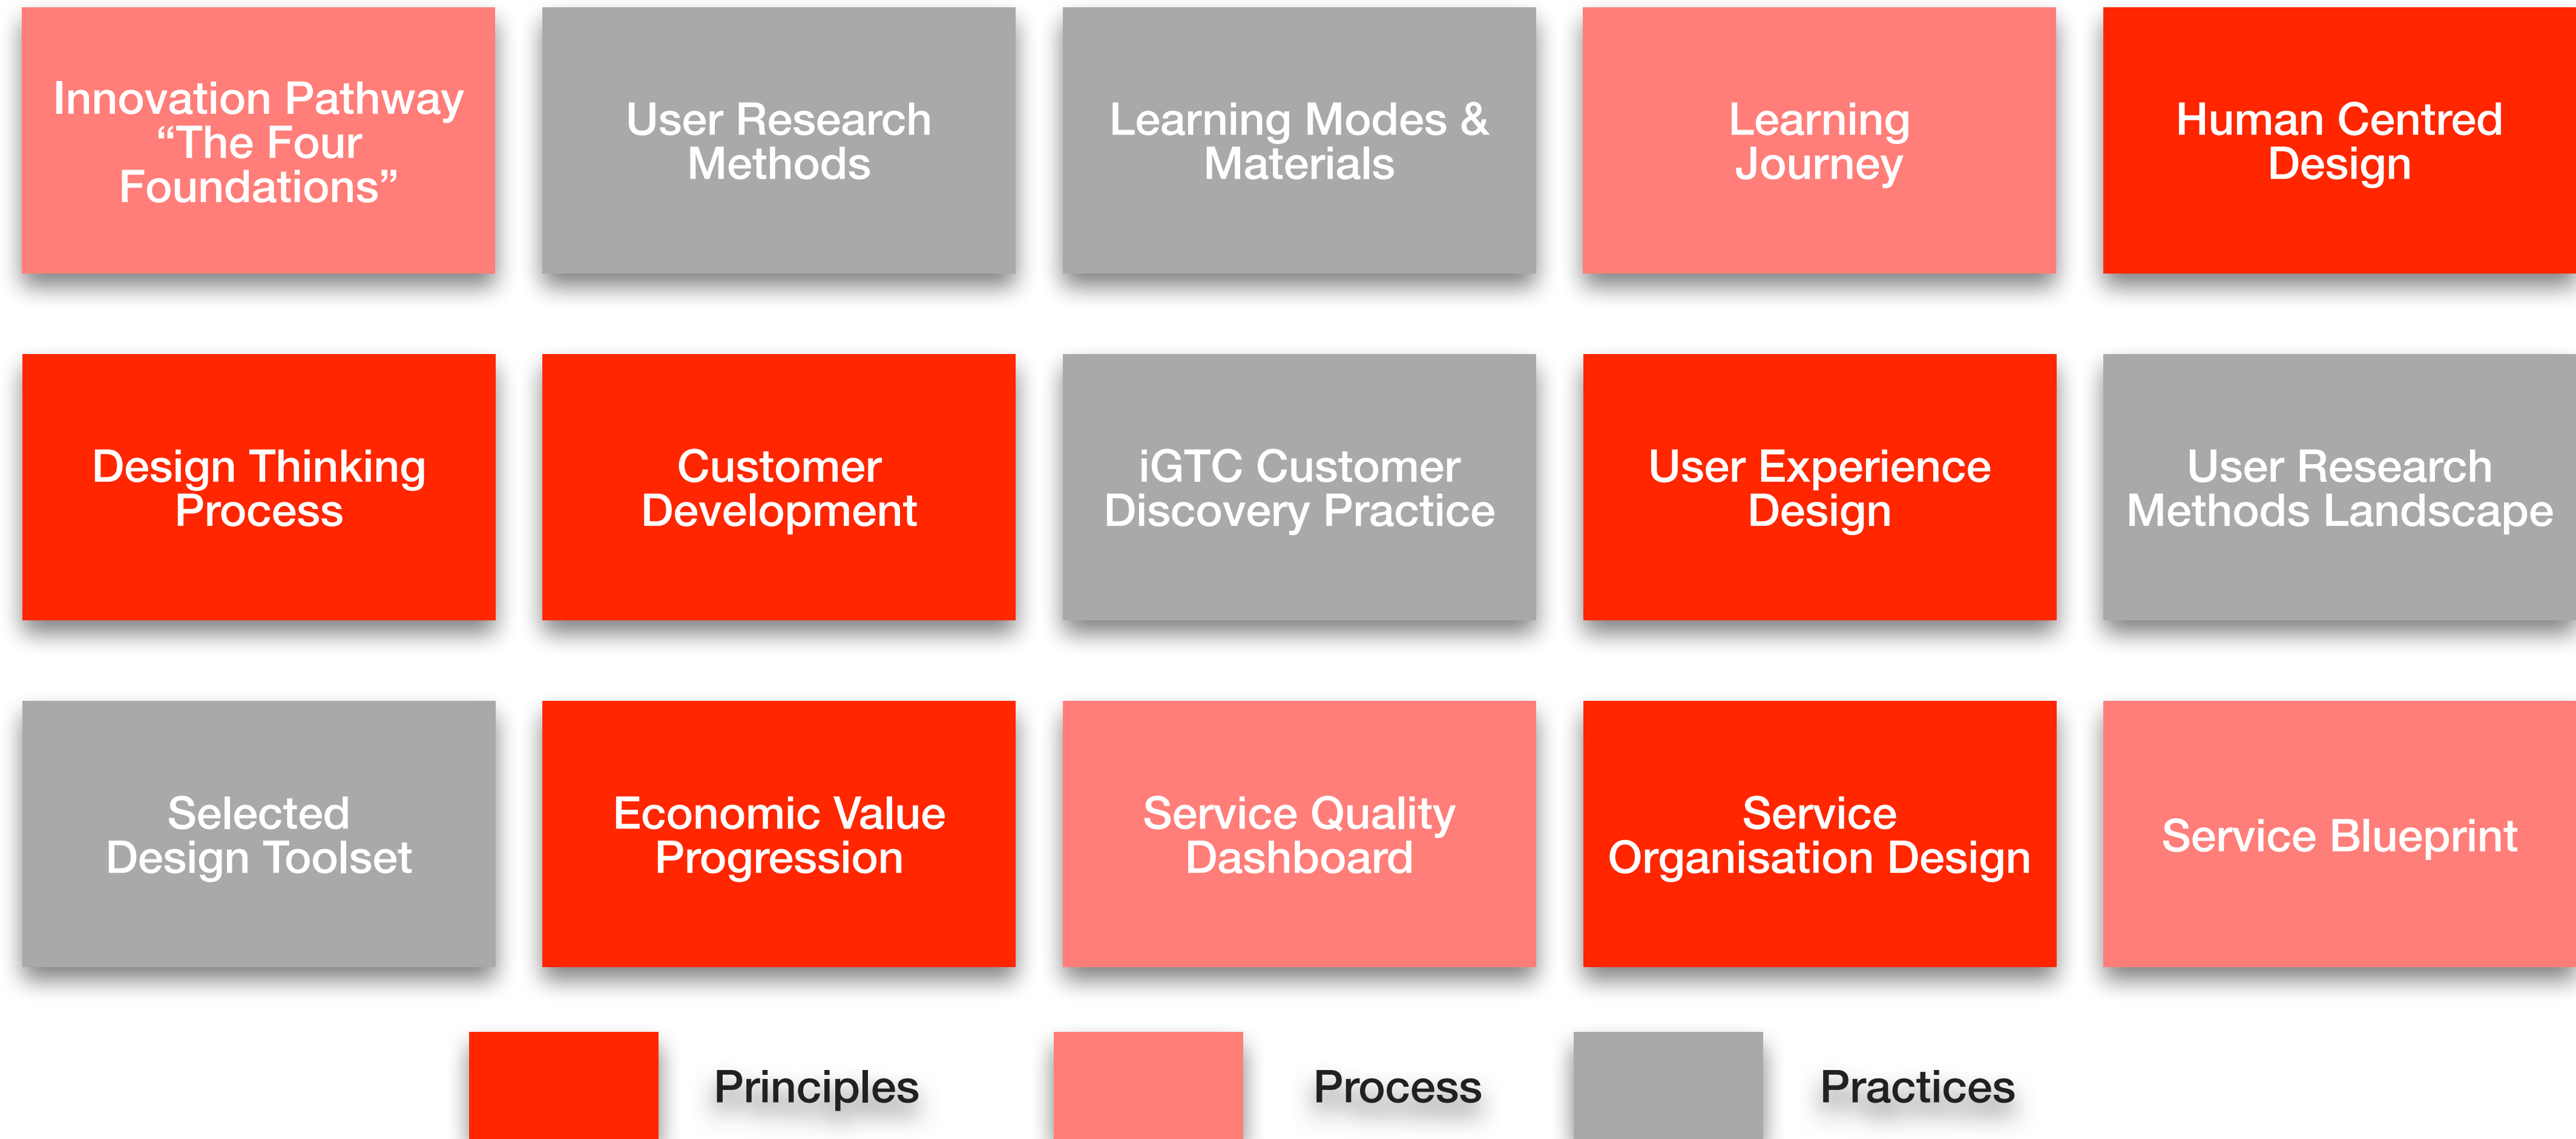 Innovation Pathway
“The Four
Foundations”
User Research
Methods
Learning Modes &
Materials
Learning
Journey
Human Centred
Design
Design Thinking
Process
Customer
Development
iGTC Customer
Discovery Practice
User Experience
Design
User Research
Methods Landscape
Selected
Design Toolset
Economic Value
Progression
Service Quality
Dashboard
Service
Organisation Design
Service Blueprint
Principles
Process
Practices